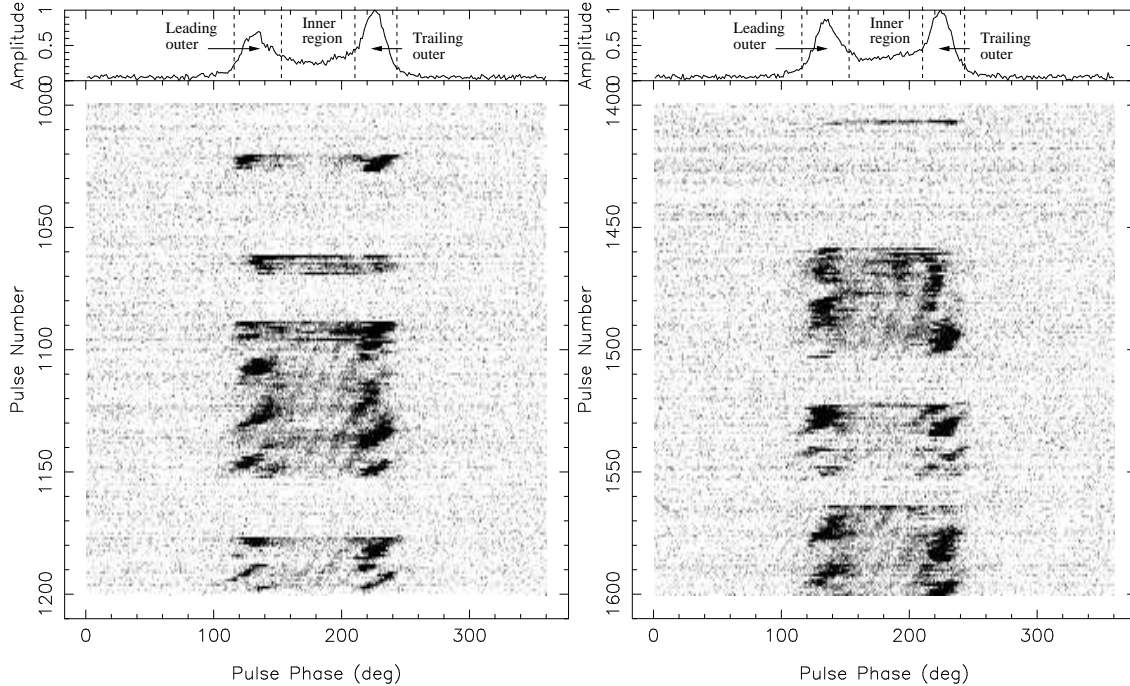 Amplitude
1
0.5
Leading
outer
Inner
region
Trailing
outer
Pulse Number
1000
1050
1100
1150
1200
0
100
200
300
Pulse Phase (deg)
Amplitude
1
0.5
Leading
outer
Inner
region
Trailing
outer
Pulse Number
1400
1450
1500
1550
1600
0
100
200
300
Pulse Phase (deg)